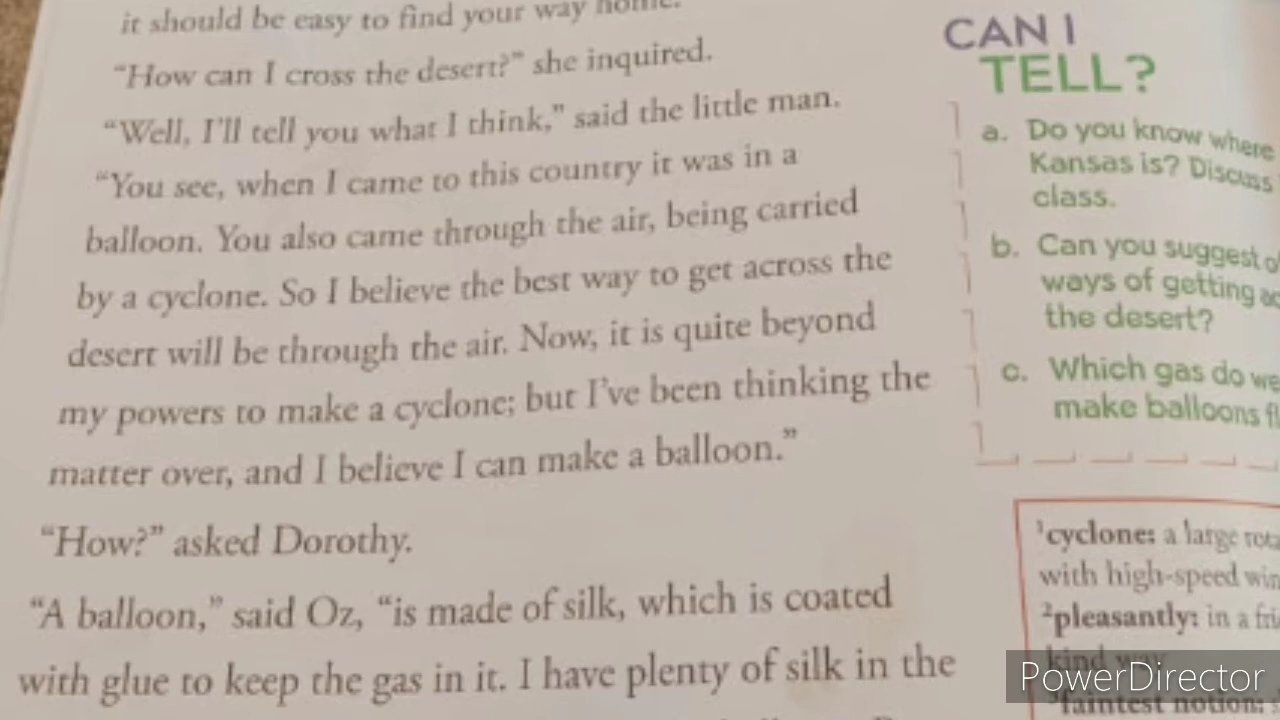 it should be easy to find your way home.
“How can I cross the desert?” she inquired.
“Well, I’ll tell you what I think,” said the little man.
“You see, when I came to this country it was in a
balloon. You also came through the air, being carried
by a cyclone. So I believe the best way to get across the
desert will be through the air. Now, it is quite beyond
my powers to make a cyclone; but I’ve been thinking the
matter over, and I believe I can make a balloon.”
“How?” asked Dorothy.
“A balloon,” said Oz, “is made of silk, which is coated
with glue to keep the gas in it. I have plenty of silk in the
CAN I
TELL?
a. Do you know where
Kansas is? Discuss
class.
b. Can you suggest
ways of getting
the desert?
c. Which gas do we
make balloons
¹cyclone: a large
with high-speed
²pleasantly: in a
kind way
faintest notion:
PowerDirector